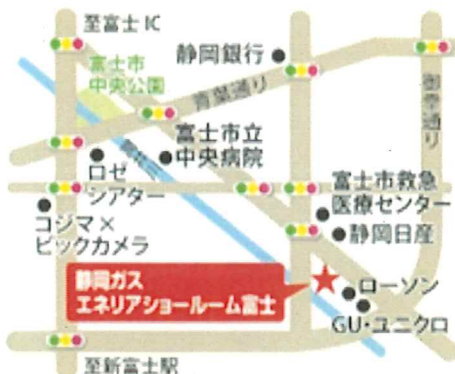 至富士IC
静岡銀行
富士市
中央公園
青葉通り
御幸通り
富士市立
中央病院
ロゼ
シアター
富士市救急
医療センター
コジマ×
ビックカメラ
静岡日産
静岡ガス
エネリアショールーム富士
ローソン
GU・ユニクロ
至新富士駅